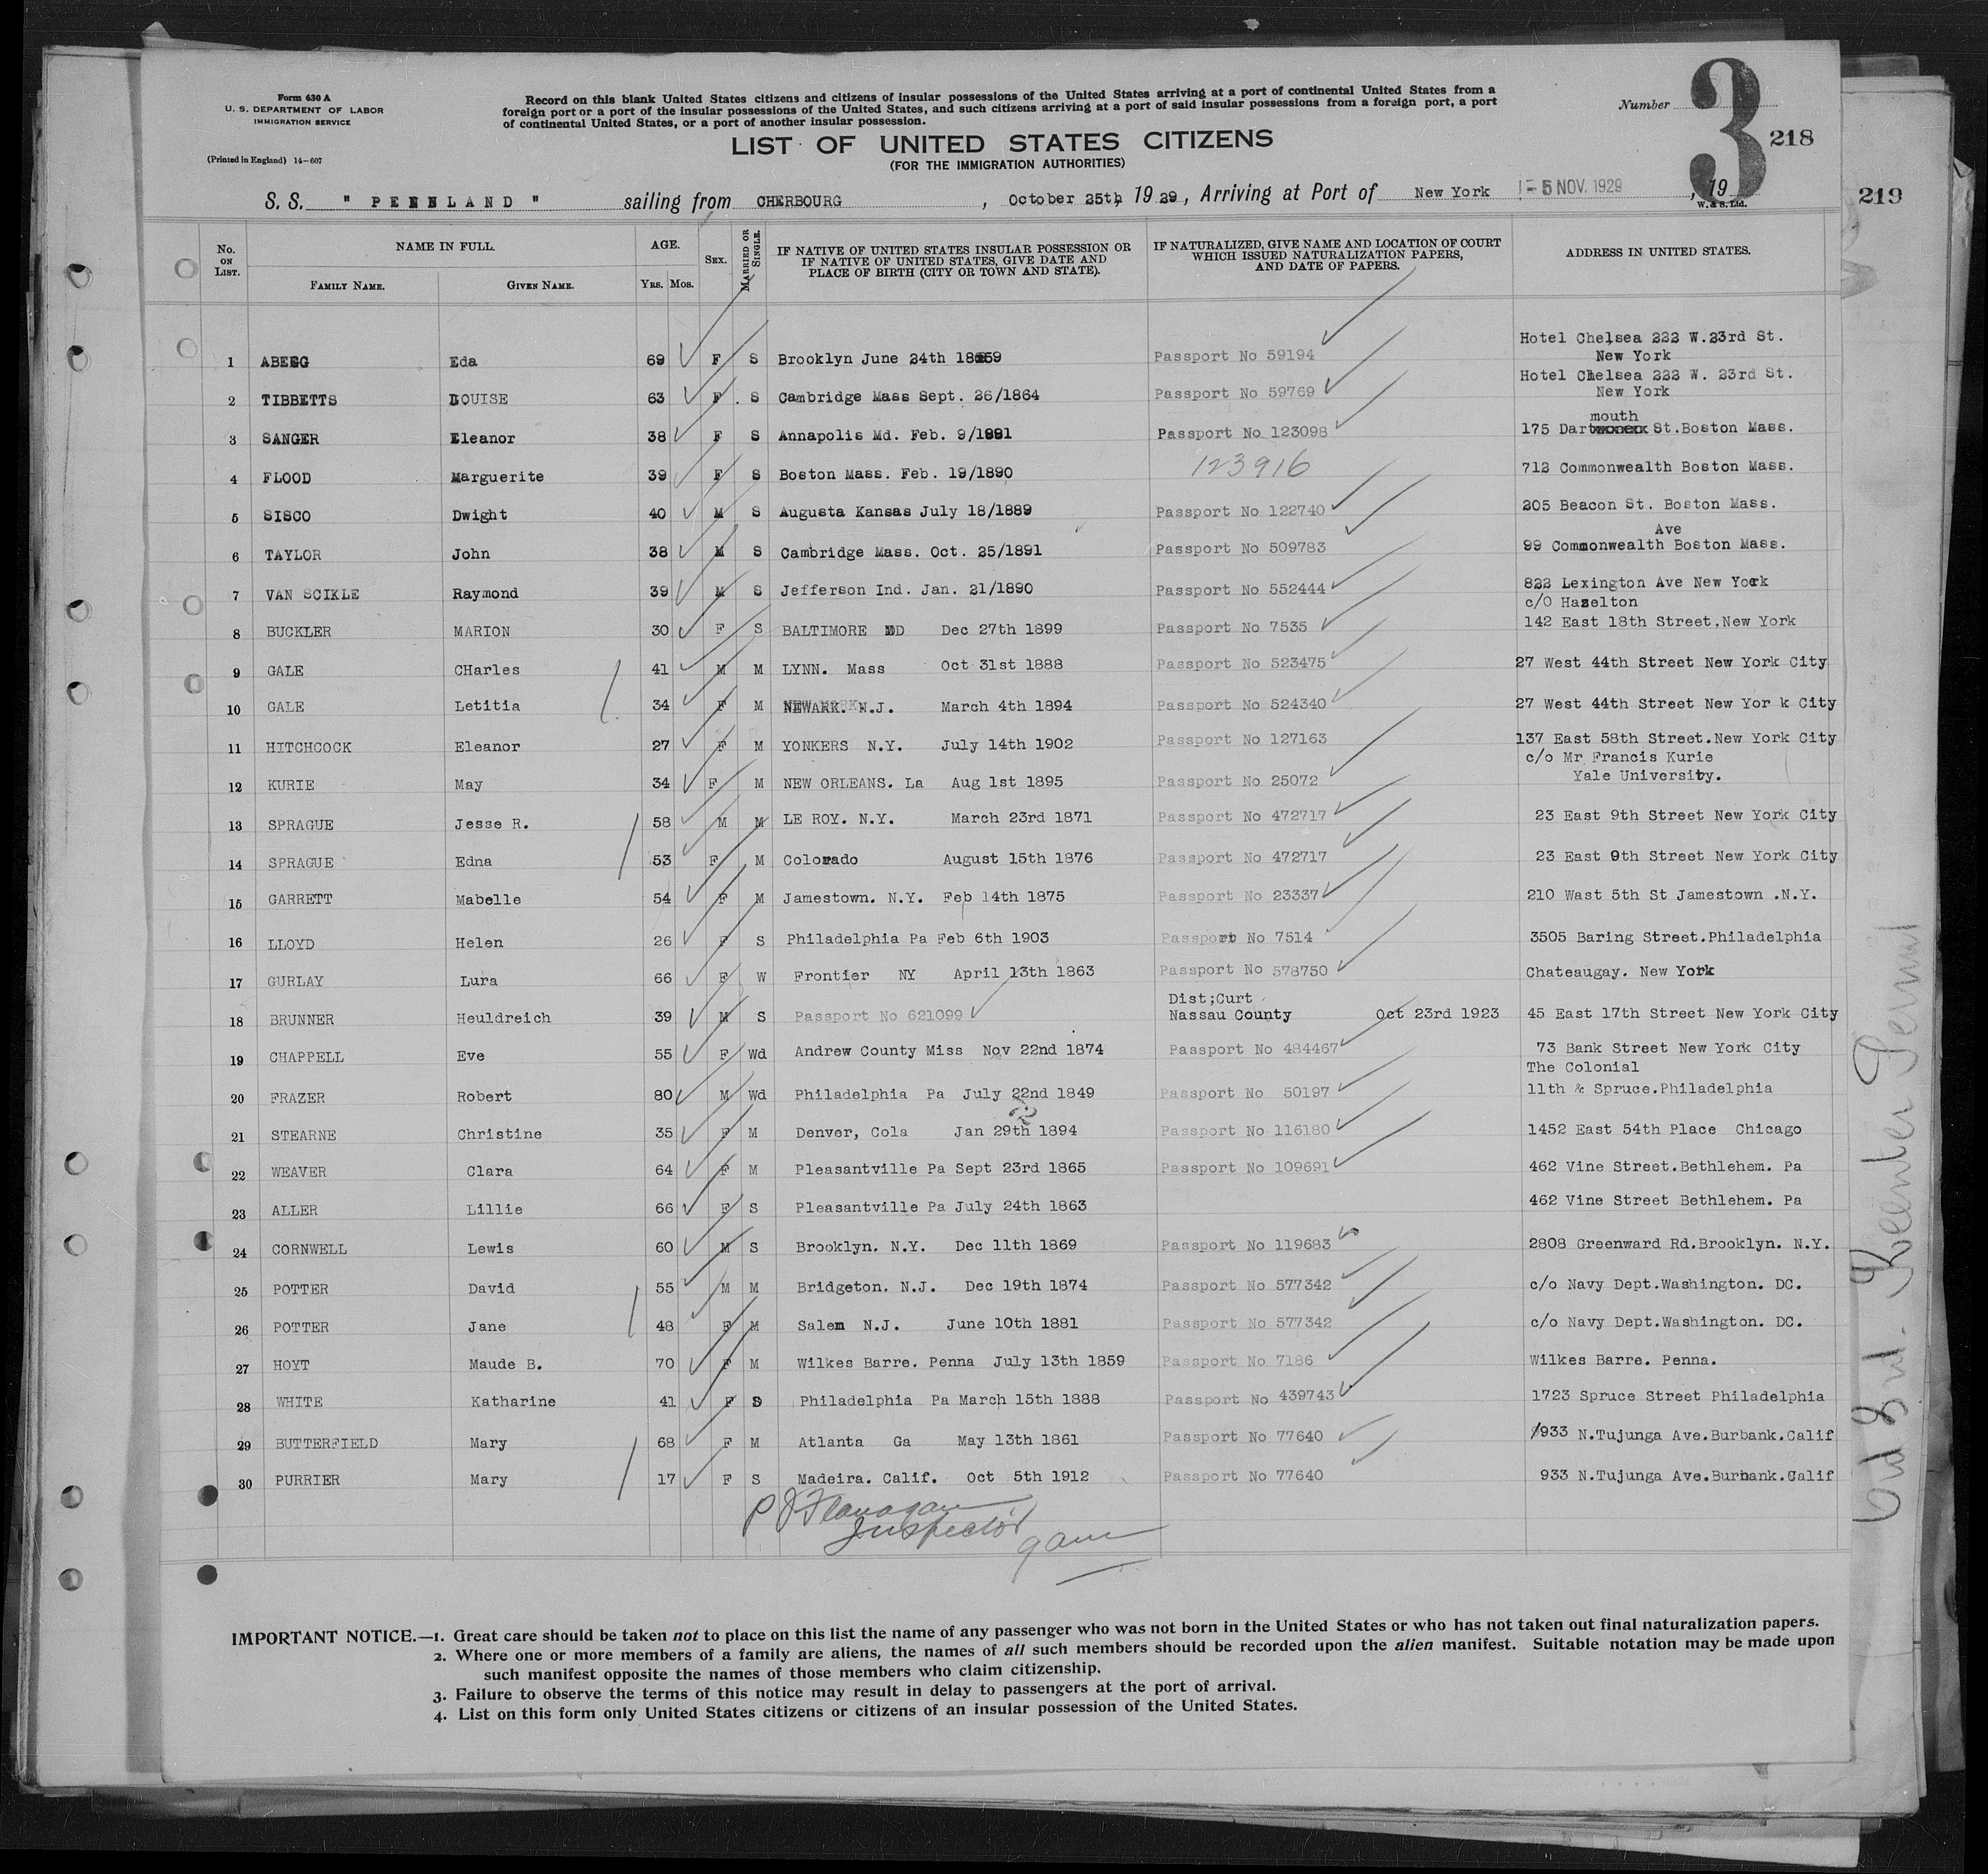 Form 630 A
U. S. DEPARTMENT OF LABOR
IMMIGRATION SERVICE
(Printed in England) 14-607
Record on this blank United States citizens and citizens of insular possessions of the United States arriving at a port of continental United States from a
foreign port or a port of the insular possessions of the United States, and such citizens arriving at a port of said insular possessions from a foreign port, a port
of continental United States, or a port of another insular possession.
Number 3
218
219
LIST OF UNITED STATES CITIZENS
(FOR THE IMMIGRATION AUTHORITIES)
S. S. " PENNLAND " sailing from CHERBOURG, October 25th, 1929, Arriving at Port of New York -5 NOV. 1929, 19
W. & S. Ltd.
No. ON LIST. NAME IN FULL. AGE. SEX. MARRIED OR SINGLE. IF NATIVE OF UNITED STATES INSULAR POSSESSION OR IF NATIVE OF UNITED STATES, GIVE DATE AND PLACE OF BIRTH (CITY OR TOWN AND STATE). IF NATURALIZED, GIVE NAME AND LOCATION OF COURT WHICH ISSUED NATURALIZATION PAPERS, AND DATE OF PAPERS. ADDRESS IN UNITED STATES.
FAMILY NAME. GIVEN NAME. YRS. MOS.
Hotel Chelsea 222 W.23rd St.
1 ABEGG Eda 69 F S Brooklyn June 24th 1859 Passport No 59194 New York
Hotel Chelsea 222 W. 23rd St.
2 TIBBETTS LOUISE 63 F S Cambridge Mass Sept. 26/1864 Passport No 59769 New York
mouth
3 SANGER Eleanor 38 F S Annapolis Md. Feb. 9/1891 Passport No 123098 175 Dart St.Boston Mass.
4 FLOOD Marguerite 39 F S Boston Mass. Feb. 19/1890 123916 712 Commonwealth Boston Mass.
5 SISCO Dwight 40 M S Augusta Kansas July 18/1889 Passport No 122740 205 Beacon St. Boston Mass.
Ave
6 TAYLOR John 38 M S Cambridge Mass. Oct. 25/1891 Passport No 509783 99 Commonwealth Boston Mass.
7 VAN SCIKLE Raymond 39 M S Jefferson Ind. Jan. 21/1890 Passport No 552444 822 Lexington Ave New York
c/O Hazelton
8 BUCKLER MARION 30 F S BALTIMORE MD Dec 27th 1899 Passport No 7535 142 East 18th Street.New York
9 GALE CHarles 41 M M LYNN. Mass Oct 31st 1888 Passport No 523475 27 West 44th Street New York City
10 GALE Letitia 34 F M NEWARK. N.J. March 4th 1894 Passport No 524340 27 West 44th Street New Yor k City
11 HITCHCOCK Eleanor 27 F M YONKERS N.Y. July 14th 1902 Passport No 127163 137 East 58th Street.New York City
c/o Mr Francis Kurie
12 KURIE May 34 F M NEW ORLEANS. La Aug 1st 1895 Passport No 25072 Yale University.
13 SPRAGUE Jesse R. 58 M M LE ROY. N.Y. March 23rd 1871 Passport No 472717 23 East 9th Street New York City
14 SPRAGUE Edna 53 F M Colorado August 15th 1876 Passport No 472717 23 East 9th Street New York City
15 GARRETT Mabelle 54 F M Jamestown. N.Y. Feb 14th 1875 Passport No 23337 210 Wast 5th St Jamestown .N.Y.
16 LLOYD Helen 26 F S Philadelphia Pa Feb 6th 1903 Passport No 7514 3505 Baring Street.Philadelphia
17 GURLAY Lura 66 F W Frontier NY April 13th 1863 Passport No 578750 Chateaugay. New York
Dist;Curt
18 BRUNNER Heuldreich 39 M S Passport No 621099 Nassau County Oct 23rd 1923 45 East 17th Street New York City
19 CHAPPELL Eve 55 F Wd Andrew County Miss Nov 22nd 1874 Passport No 484467 73 Bank Street New York City
The Colonial
20 FRAZER Robert 80 M Wd Philadelphia Pa July 22nd 1849 Passport No 50197 11th & Spruce.Philadelphia
21 STEARNE Christine 35 F M Denver, Cola Jan 29th 1894 Passport No 116180 1452 East 54th Place Chicago
22 WEAVER Clara 64 F M Pleasantville Pa Sept 23rd 1865 Passport No 109691 462 Vine Street.Bethlehem. Pa
23 ALLER Lillie 66 F S Pleasantville Pa July 24th 1863 462 Vine Street Bethlehem. Pa
24 CORNWELL Lewis 60 M S Brooklyn. N.Y. Dec 11th 1869 Passport No 119683 2808 Greenward Rd.Brooklyn. N.Y.
25 POTTER David 55 M M Bridgeton. N.J. Dec 19th 1874 Passport No 577342 c/o Navy Dept.Washington. DC.
26 POTTER Jane 48 F M Salem N.J. June 10th 1881 Passport No 577342 c/o Navy Dept.Washington. DC.
27 HOYT Maude B. 70 F M Wilkes Barre. Penna July 13th 1859 Passport No 7186 Wilkes Barre. Penna.
28 WHITE Katharine 41 F S Philadelphia Pa March 15th 1888 Passport No 439743 1723 Spruce Street Philadelphia
29 BUTTERFIELD Mary 68 F M Atlanta Ga May 13th 1861 Passport No 77640 933 N.Tujunga Ave.Burbank.Calif
30 PURRIER Mary 17 F S Madeira. Calif. Oct 5th 1912 Passport No 77640 933 N.Tujunga Ave.Burbank.Calif
P J Flanagan
Inspector
IMPORTANT NOTICE.—1. Great care should be taken not to place on this list the name of any passenger who was not born in the United States or who has not taken out final naturalization papers.
2. Where one or more members of a family are aliens, the names of all such members should be recorded upon the alien manifest. Suitable notation may be made upon
such manifest opposite the names of those members who claim citizenship.
3. Failure to observe the terms of this notice may result in delay to passengers at the port of arrival.
4. List on this form only United States citizens or citizens of an insular possession of the United States.